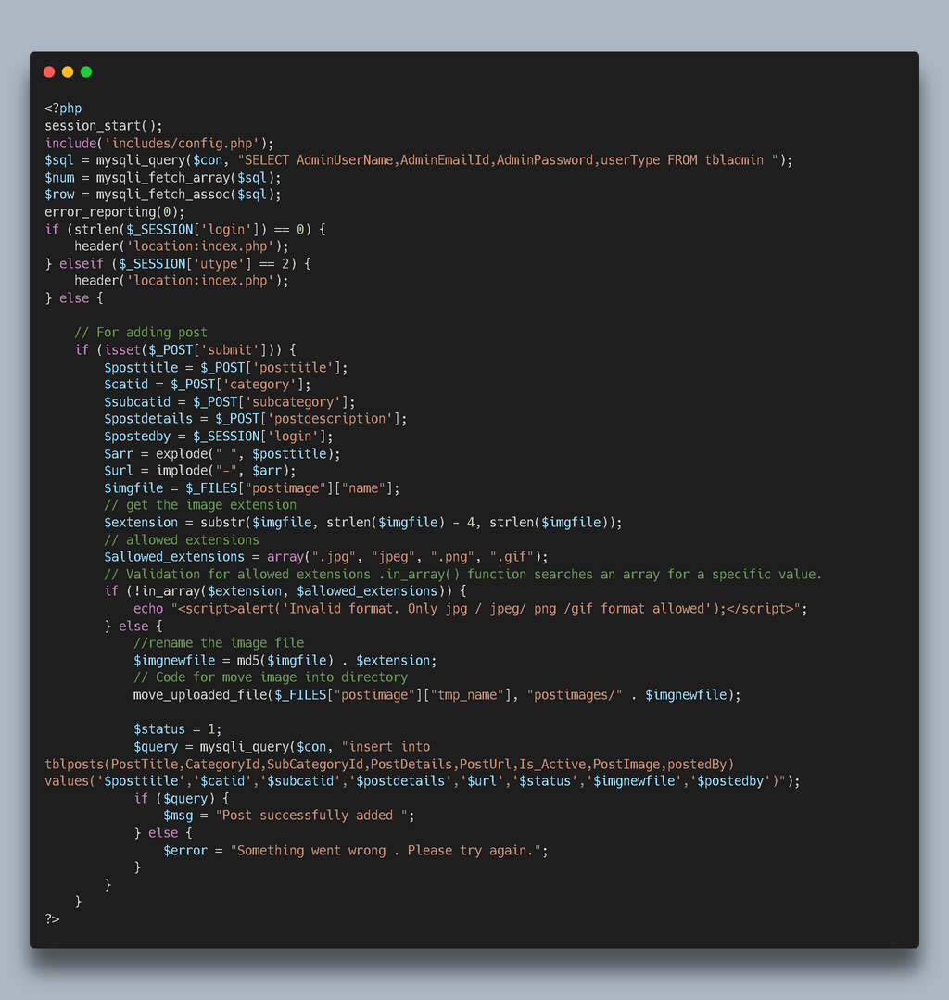 <?php
session_start();
include('includes/config.php');
$sql = mysqli_query($con, "SELECT AdminUserName,AdminEmailId,AdminPassword,userType FROM tbladmin ");
$num = mysqli_fetch_array($sql);
$row = mysqli_fetch_assoc($sql);
error_reporting(0);
if (strlen($_SESSION['login']) == 0) {
    header('location:index.php');
} elseif ($_SESSION['utype'] == 2) {
    header('location:index.php');
} else {

    // For adding post
    if (isset($_POST['submit'])) {
        $posttitle = $_POST['posttitle'];
        $catid = $_POST['category'];
        $subcatid = $_POST['subcategory'];
        $postdetails = $_POST['postdescription'];
        $postedby = $_SESSION['login'];
        $arr = explode(" ", $posttitle);
        $url = implode("-", $arr);
        $imgfile = $_FILES["postimage"]["name"];
        // get the image extension
        $extension = substr($imgfile, strlen($imgfile) - 4, strlen($imgfile));
        // allowed extensions
        $allowed_extensions = array(".jpg", "jpeg", ".png", ".gif");
        // Validation for allowed extensions .in_array() function searches an array for a specific value.
        if (!in_array($extension, $allowed_extensions)) {
            echo "<script>alert('Invalid format. Only jpg / jpeg/ png /gif format allowed');</script>";
        } else {
            //rename the image file
            $imgnewfile = md5($imgfile) . $extension;
            // Code for move image into directory
            move_uploaded_file($_FILES["postimage"]["tmp_name"], "postimages/" . $imgnewfile);

            $status = 1;
            $query = mysqli_query($con, "insert into
tblposts(PostTitle,CategoryId,SubCategoryId,PostDetails,PostUrl,Is_Active,PostImage,postedBy)
values('$posttitle','$catid','$subcatid','$postdetails','$url','$status','$imgnewfile','$postedby')");
            if ($query) {
                $msg = "Post successfully added ";
            } else {
                $error = "Something went wrong . Please try again.";
            }
        }
    }
?>